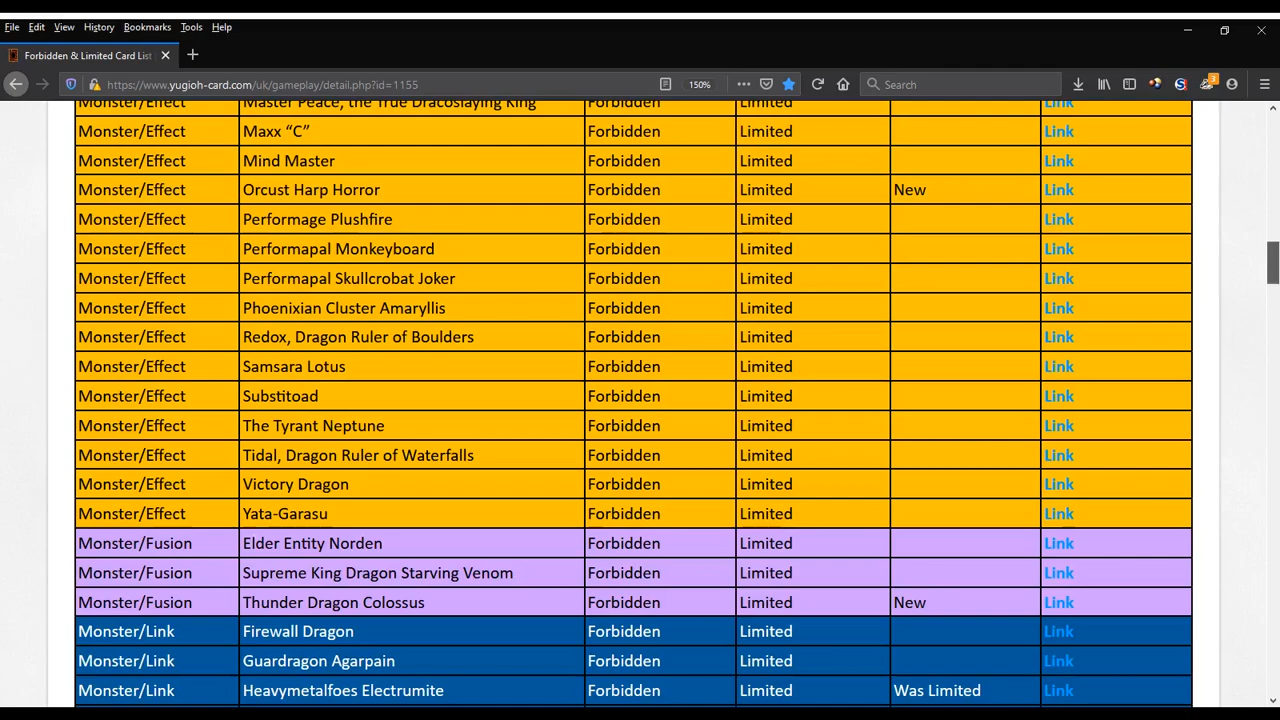 File Edit View History Bookmarks Tools Help
Forbidden & Limited Card List
https://www.yugioh-card.com/uk/gameplay/detail.php?id=1155 150% Search 3
Monster/Effect Master Peace, the True Dracoslaying King Forbidden Limited Link
Monster/Effect Maxx “C” Forbidden Limited Link
Monster/Effect Mind Master Forbidden Limited Link
Monster/Effect Orcust Harp Horror Forbidden Limited New Link
Monster/Effect Performage Plushfire Forbidden Limited Link
Monster/Effect Performapal Monkeyboard Forbidden Limited Link
Monster/Effect Performapal Skullcrobat Joker Forbidden Limited Link
Monster/Effect Phoenixian Cluster Amaryllis Forbidden Limited Link
Monster/Effect Redox, Dragon Ruler of Boulders Forbidden Limited Link
Monster/Effect Samsara Lotus Forbidden Limited Link
Monster/Effect Substitoad Forbidden Limited Link
Monster/Effect The Tyrant Neptune Forbidden Limited Link
Monster/Effect Tidal, Dragon Ruler of Waterfalls Forbidden Limited Link
Monster/Effect Victory Dragon Forbidden Limited Link
Monster/Effect Yata-Garasu Forbidden Limited Link
Monster/Fusion Elder Entity Norden Forbidden Limited Link
Monster/Fusion Supreme King Dragon Starving Venom Forbidden Limited Link
Monster/Fusion Thunder Dragon Colossus Forbidden Limited New Link
Monster/Link Firewall Dragon Forbidden Limited Link
Monster/Link Guardragon Agarpain Forbidden Limited Link
Monster/Link Heavymetalfoes Electrumite Forbidden Limited Was Limited Link